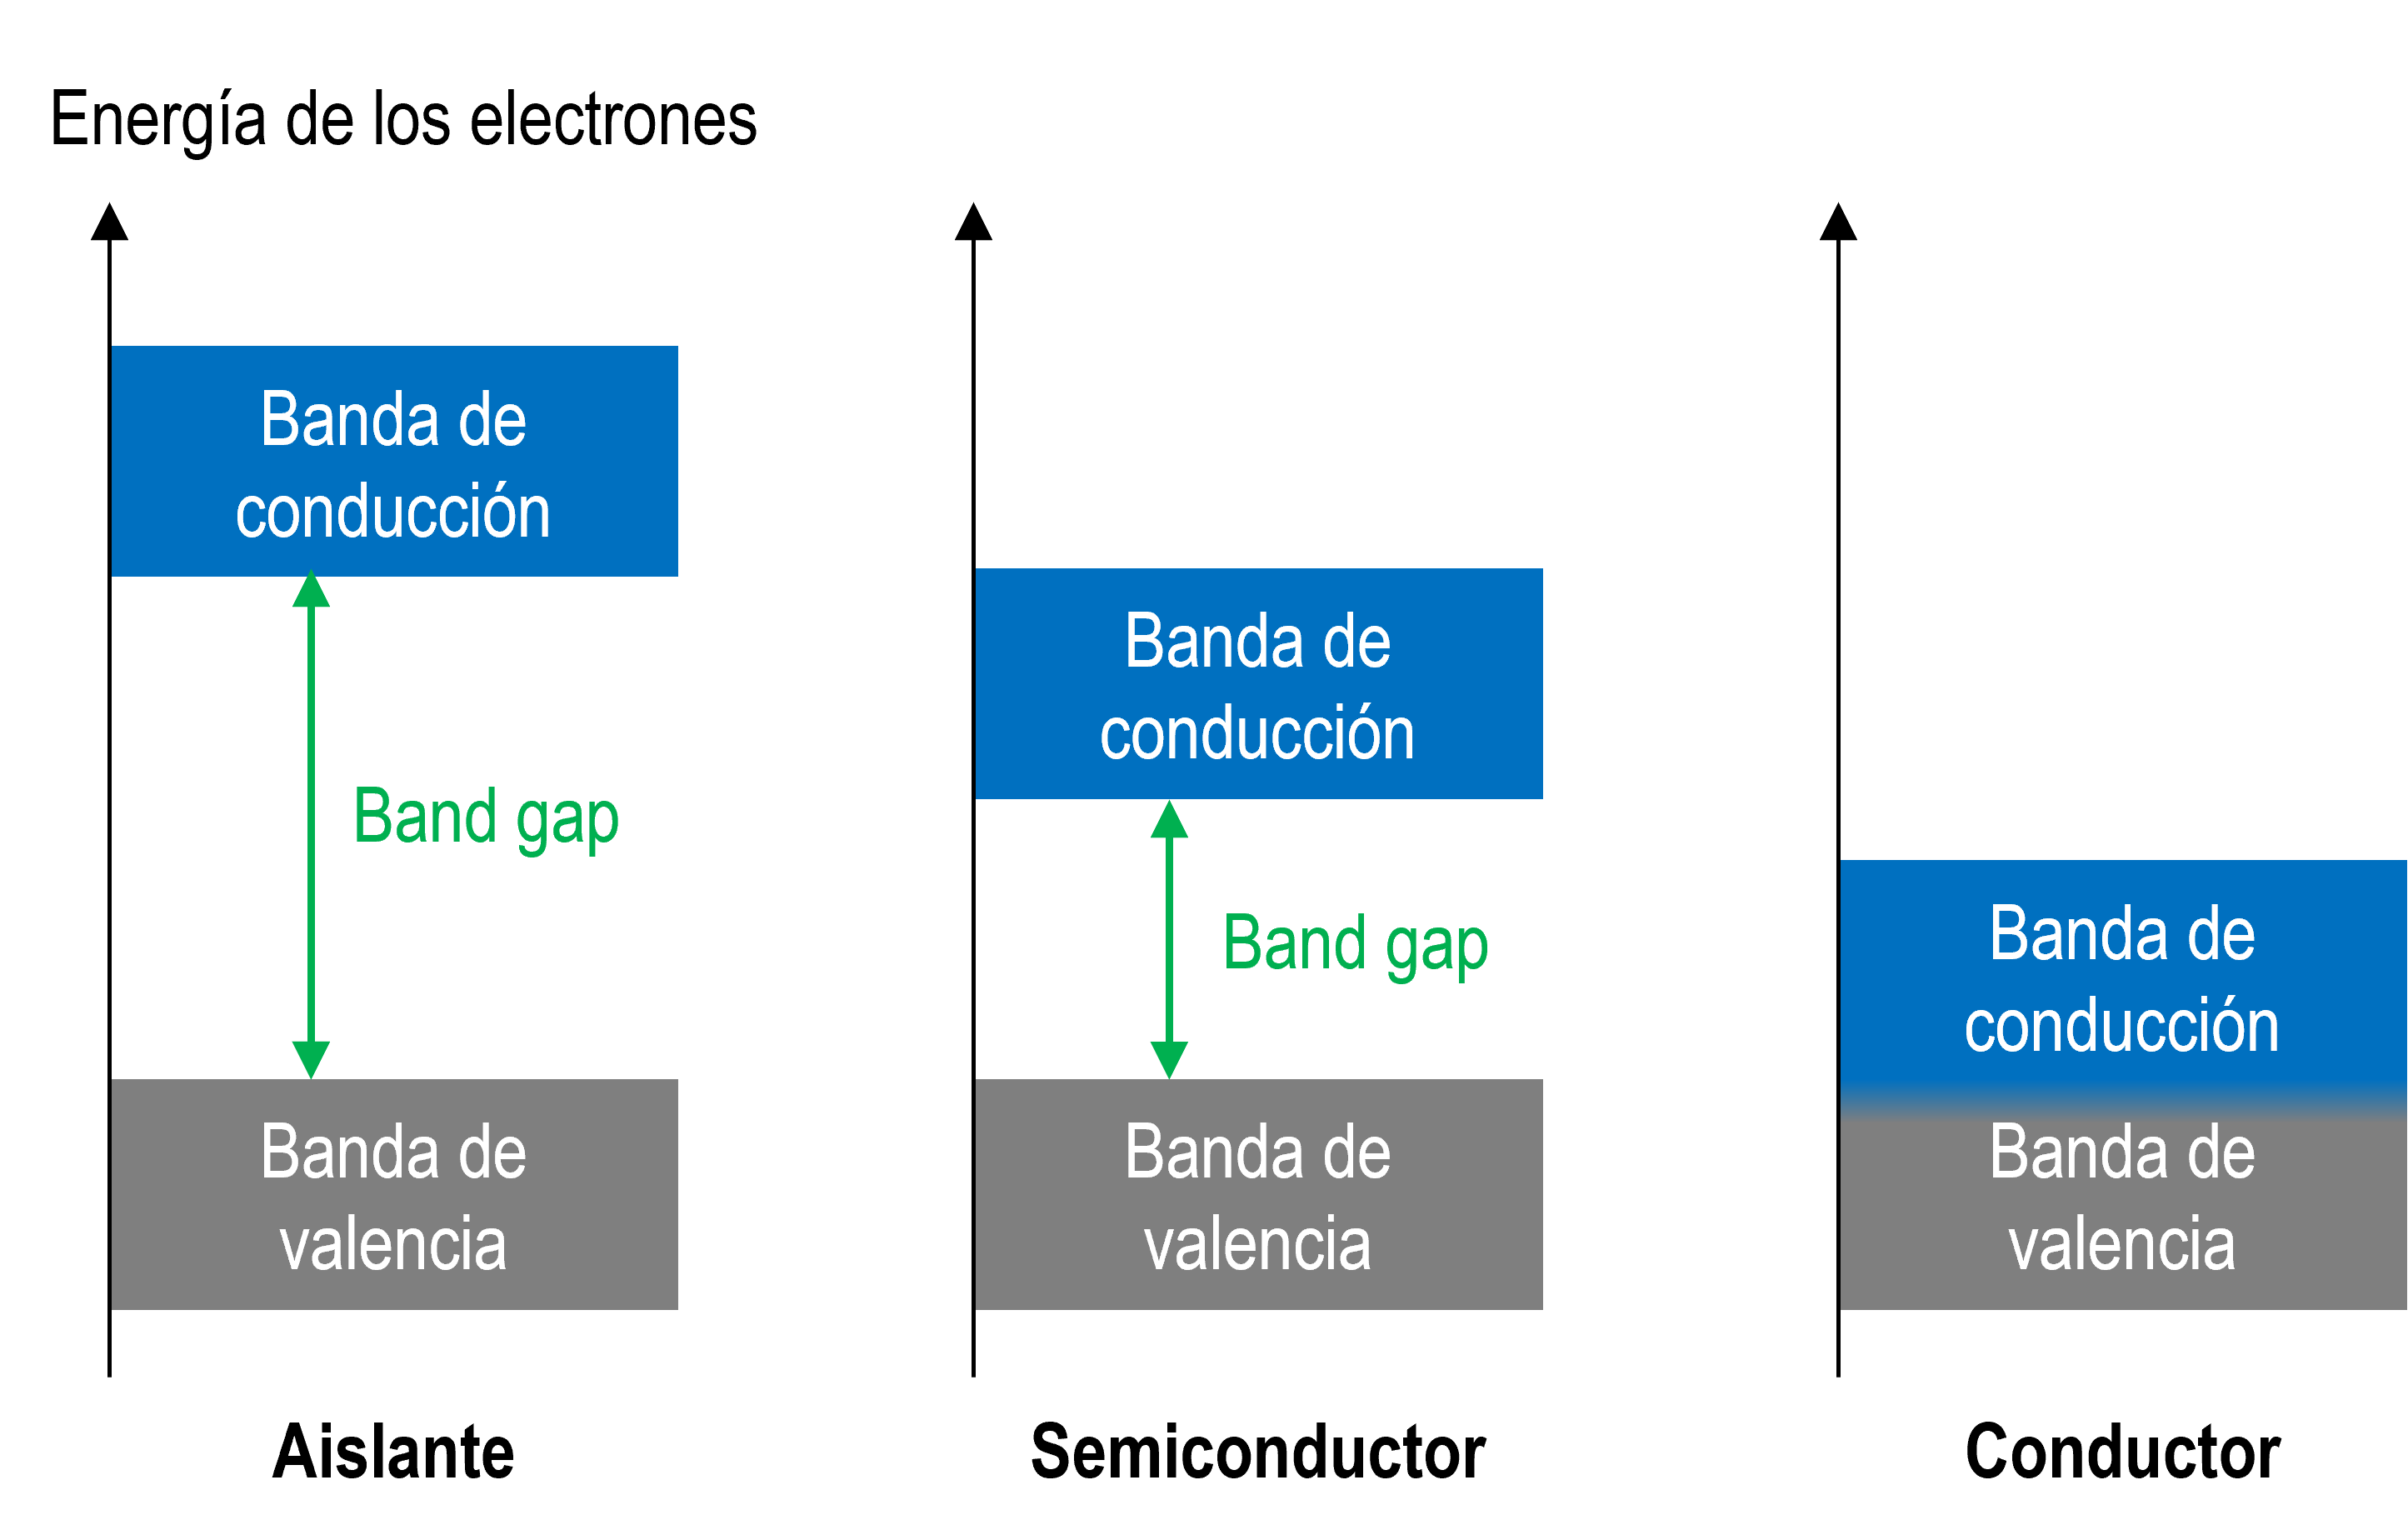 Energía de los electrones
Banda de
conducción
Band gap
Banda de
valencia
Aislante
Banda de
conducción
Band gap
Banda de
valencia
Semiconductor
Banda de
conducción
Banda de
valencia
Conductor